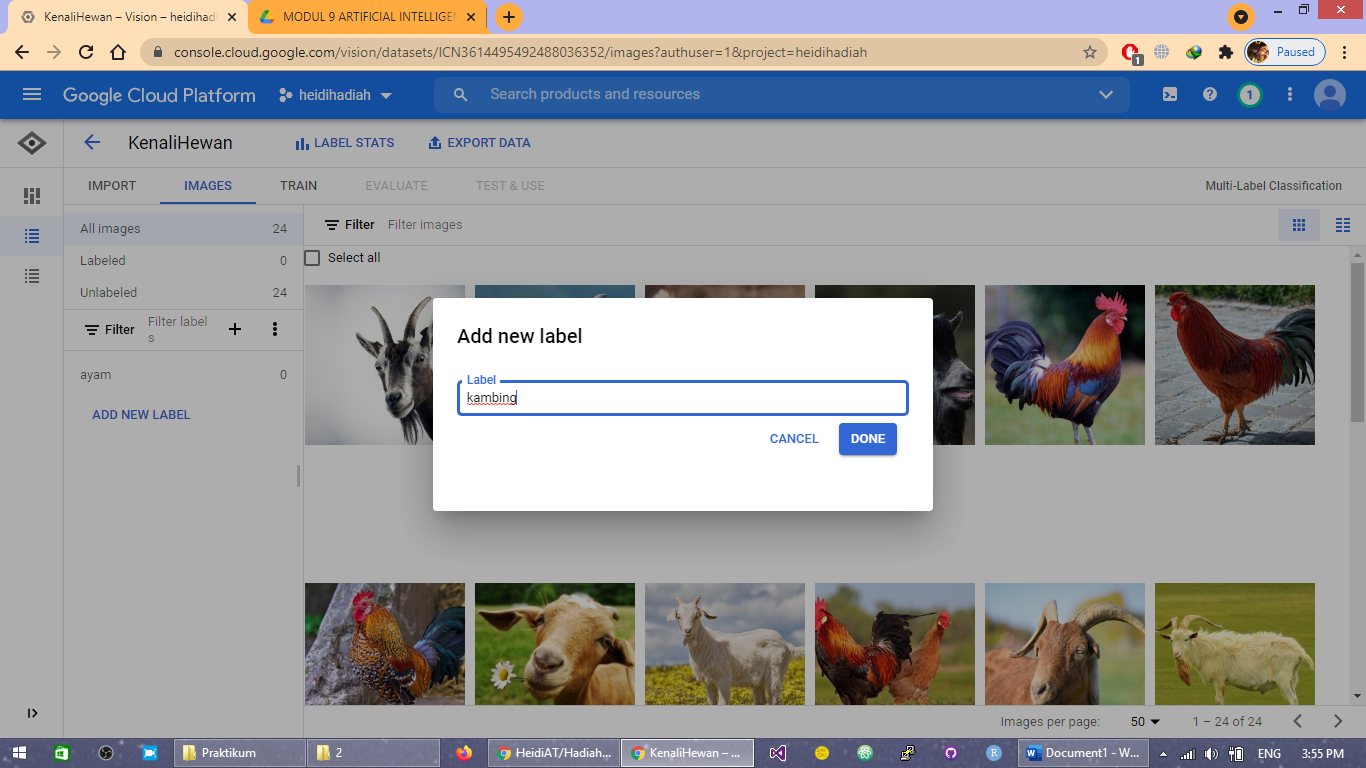 KenaliHewan – Vision – heidihadi
MODUL 9 ARTIFICIAL INTELLIGEN
console.cloud.google.com/vision/datasets/ICN3614495492488036352/images?authuser=1&project=heidihadiah
1
Paused
Google Cloud Platform
heidihadiah
Search products and resources
1
KenaliHewan
LABEL STATS
EXPORT DATA
IMPORT
IMAGES
TRAIN
EVALUATE
TEST & USE
Multi-Label Classification
All images 24
Labeled 0
Unlabeled 24
Filter
Filter label
s
ayam 0
ADD NEW LABEL
Filter
Filter images
Select all
Add new label
Label
kambing
CANCEL
DONE
Images per page: 50 1 – 24 of 24
Praktikum
2
HeidiAT/Hadiah...
KenaliHewan – ...
Document1 - W...
ENG
3:55 PM